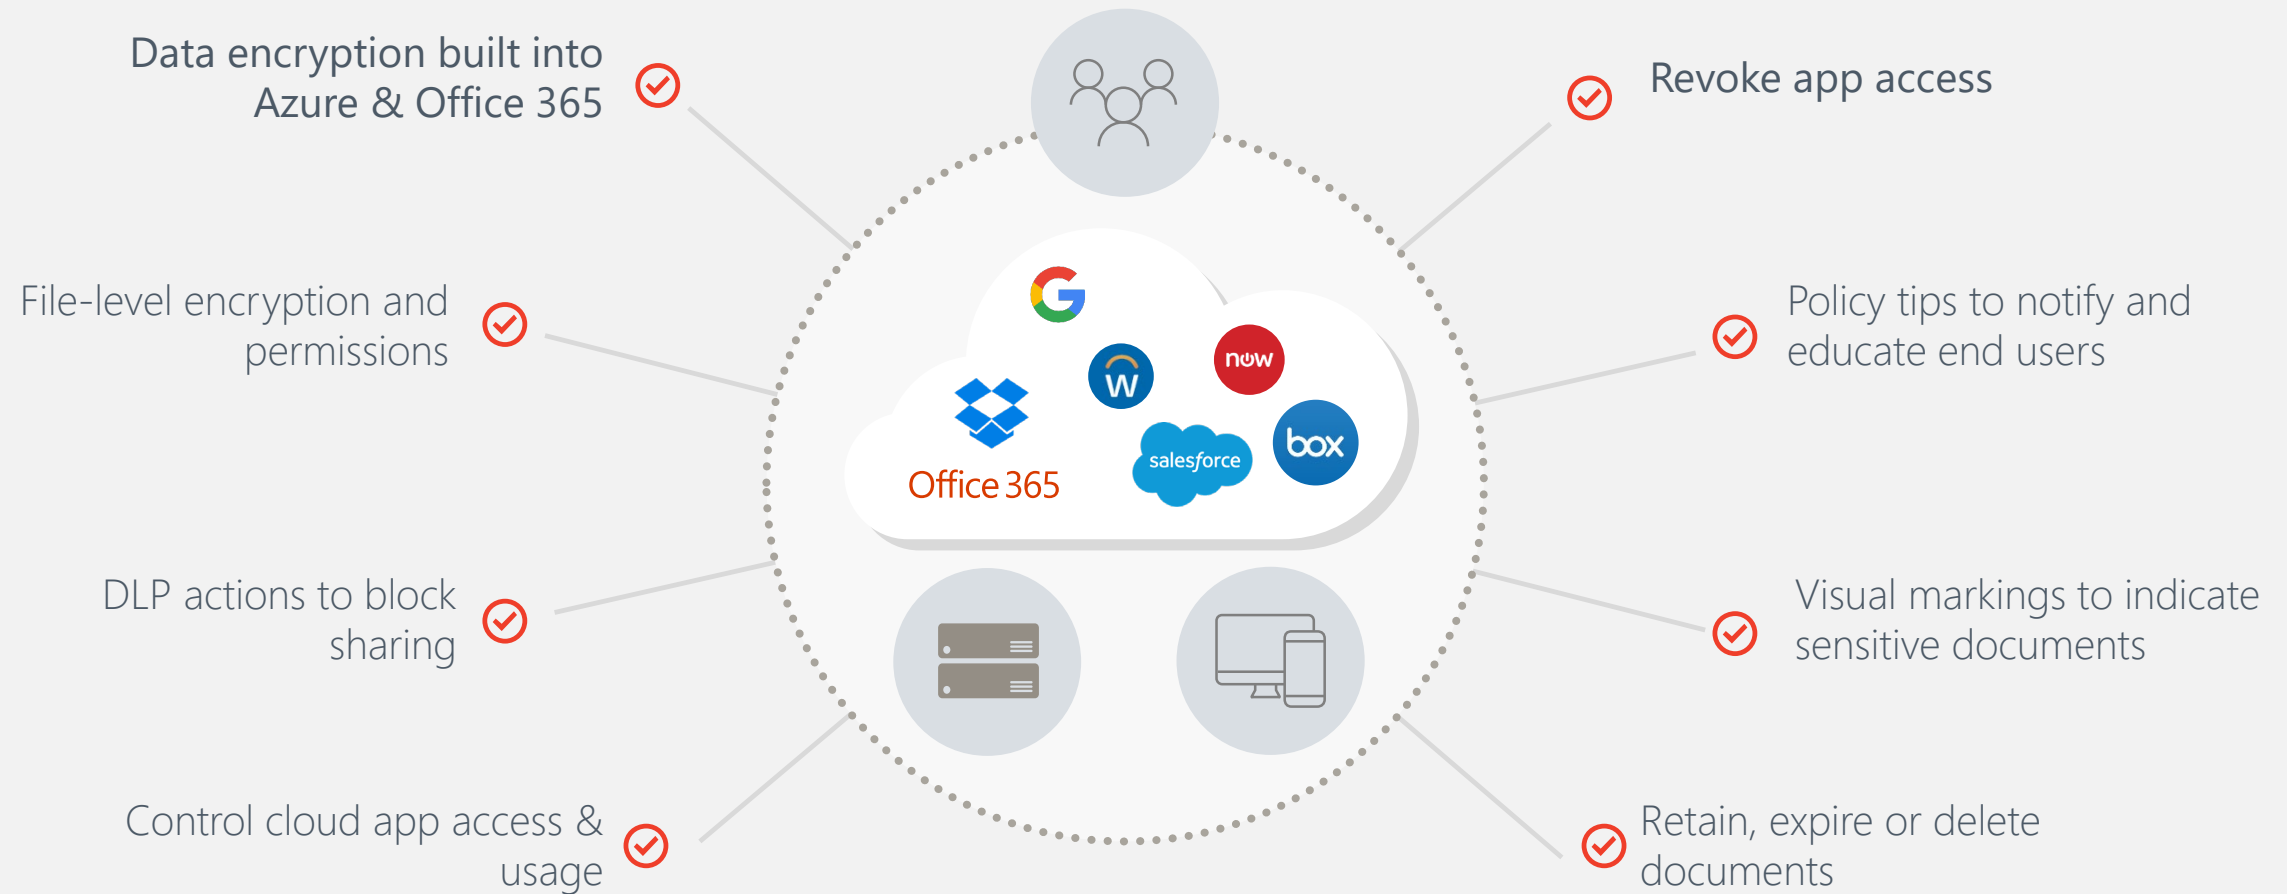 Data encryption built into
Azure & Office 365
Revoke app access
File-level encryption and
permissions
Policy tips to notify and
educate end users
G
W
now
box
salesforce
Office 365
DLP actions to block
sharing
Visual markings to indicate
sensitive documents
Control cloud app access &
usage
Retain, expire or delete
documents